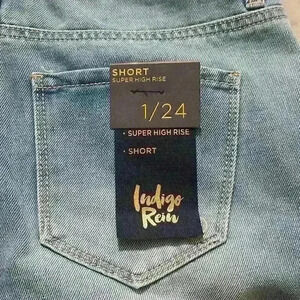 SHORT
SUPER HIGH RISE
1/24
• SUPER HIGH RISE
• SHORT
Indigo
Rein